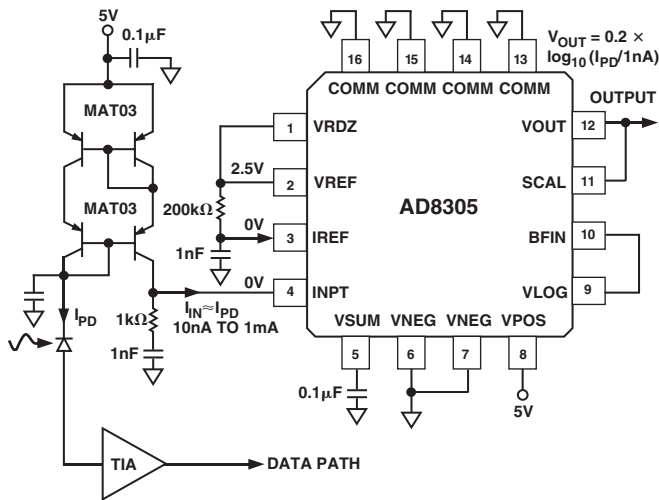 5V
0.1μF
MAT03
MAT03
I_PD
1kΩ
1nF
TIA
DATA PATH
2.5V
200kΩ
0V
1nF
0V
I_IN≈I_PD
10nA TO 1mA
16 15 14 13
COMM COMM COMM COMM
V_OUT = 0.2 ×
log_10 (I_PD/1nA)
OUTPUT
1 VRDZ
2 VREF
3 IREF
4 INPT
AD8305
VOUT 12
SCAL 11
BFIN 10
VLOG 9
VSUM VNEG VNEG VPOS
5 6 7 8
0.1μF
5V